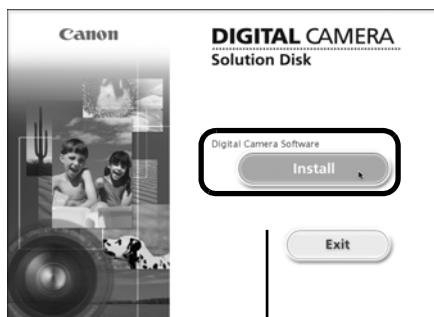 Canon
DIGITAL CAMERA
Solution Disk
Digital Camera Software
Install
Exit